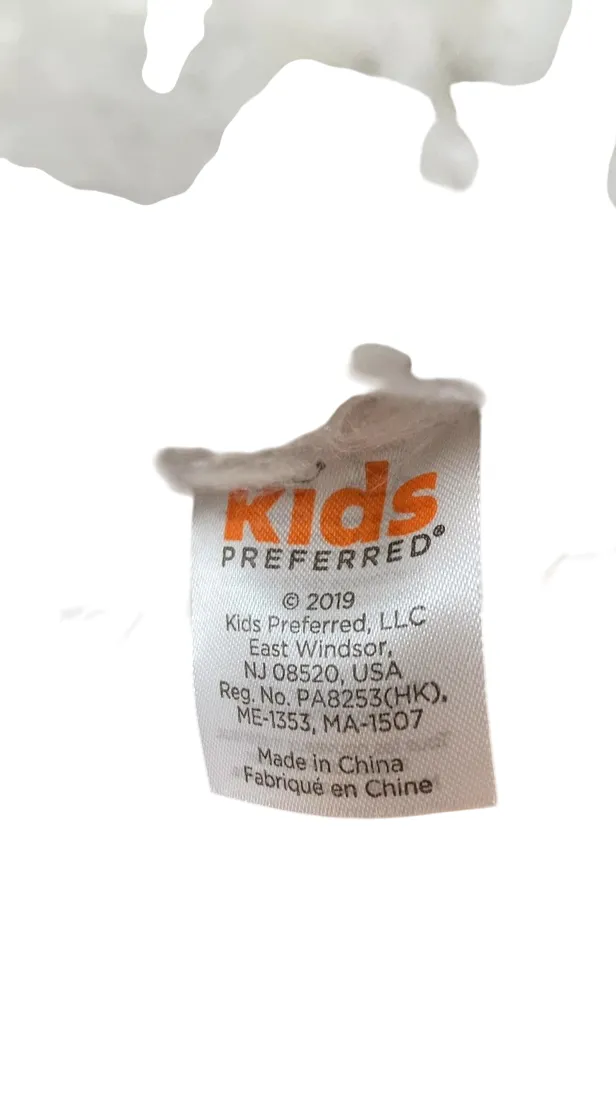 Kids
PREFERRED®
© 2019
Kids Preferred, LLC
East Windsor,
NJ 08520, USA
Reg. No. PA8253(HK),
ME-1353, MA-1507
Made in China
Fabriqué en Chine